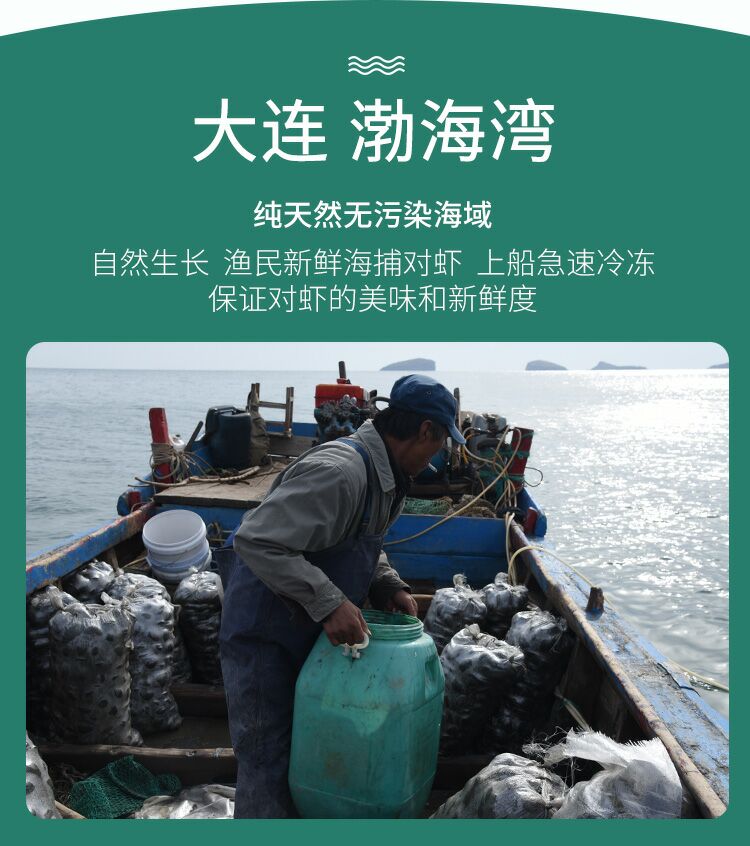 大连 渤海湾
纯天然无污染海域
自然生长 渔民新鲜海捕对虾 上船急速冷冻
保证对虾的美味和新鲜度